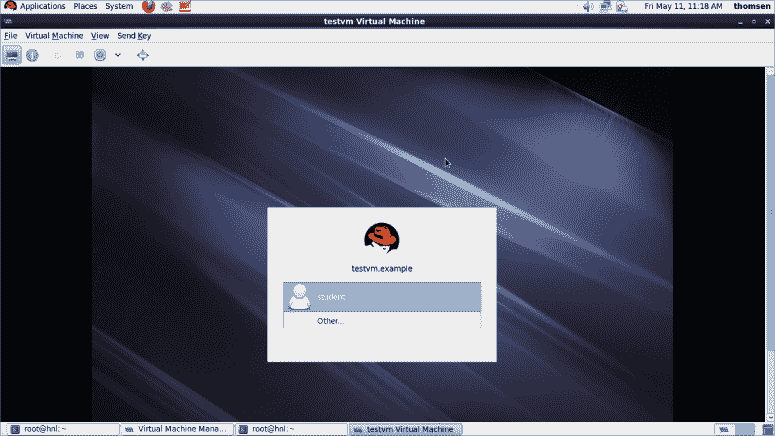 Applications Places System Fri May 11, 11:18 AM thomsen
testvm Virtual Machine
File Virtual Machine View Send Key
testvm.example
student
Other...
root@hnl:~ Virtual Machine Mana... root@hnl:~ testvm Virtual Machine